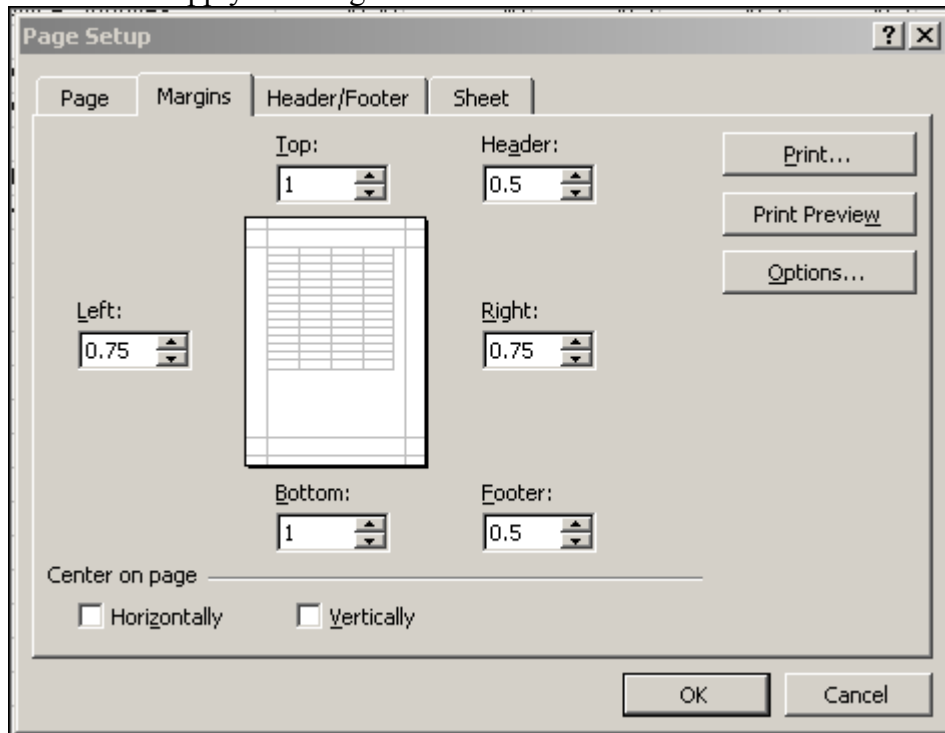 apply
Page Setup
Page Margins Header/Footer Sheet
Top: Header: Print...
1 0.5
Print Preview
Options...
Left: Right:
0.75 0.75
Bottom: Footer:
1 0.5
Center on page
Horizontally Vertically
OK Cancel